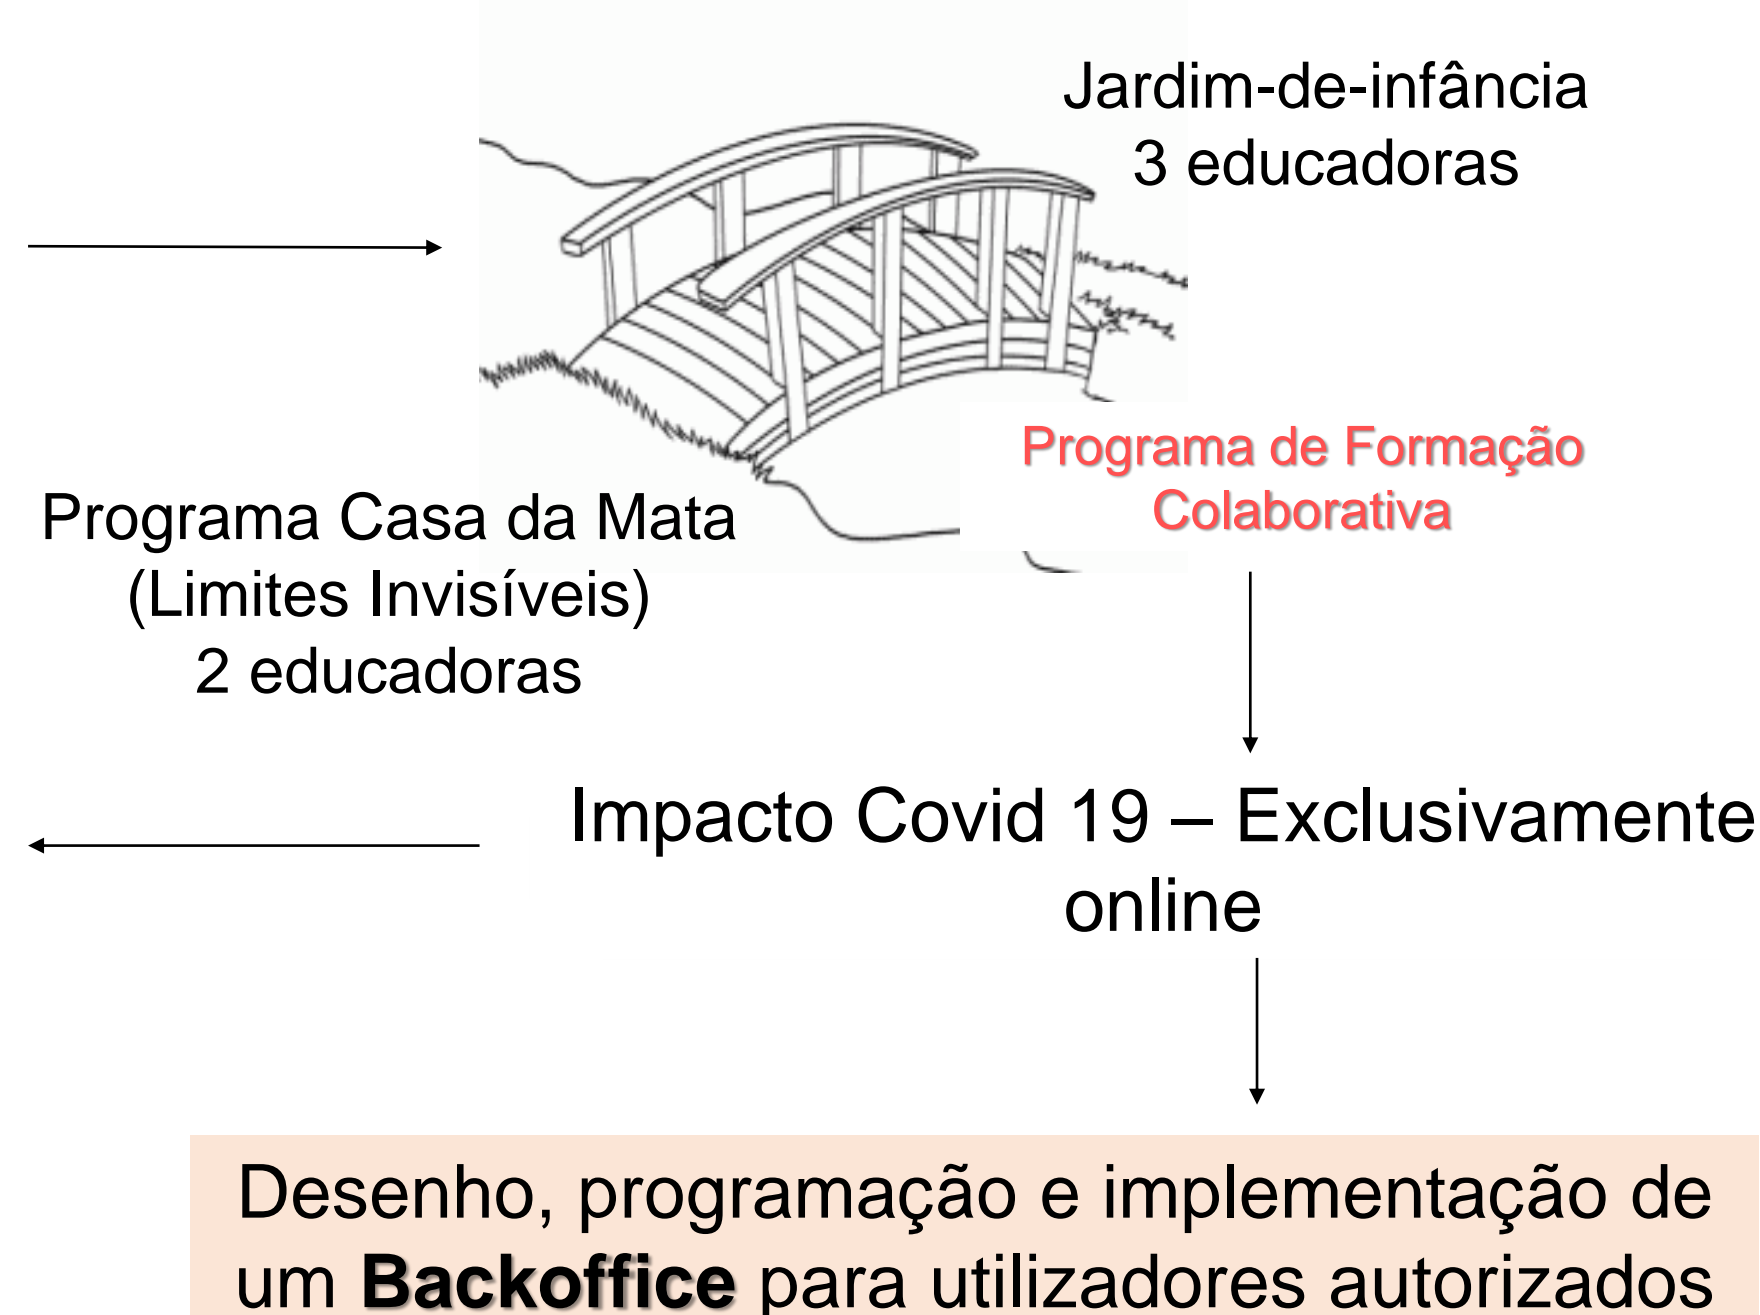 Jardim-de-infância
3 educadoras
Programa de Formação
Colaborativa
Programa Casa da Mata
(Limites Invisíveis)
2 educadoras
Impacto Covid 19 – Exclusivamente
online
Desenho, programação e implementação de
um Backoffice para utilizadores autorizados